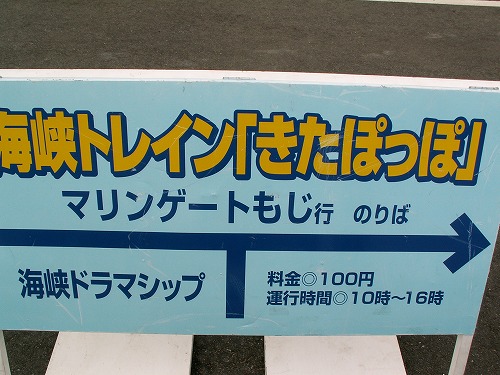 海峡トレイン「きたぽっぽ」
マリンゲートもじ行 のりば
海峡ドラマシップ
料金◎100円
運行時間◎10時〜16時